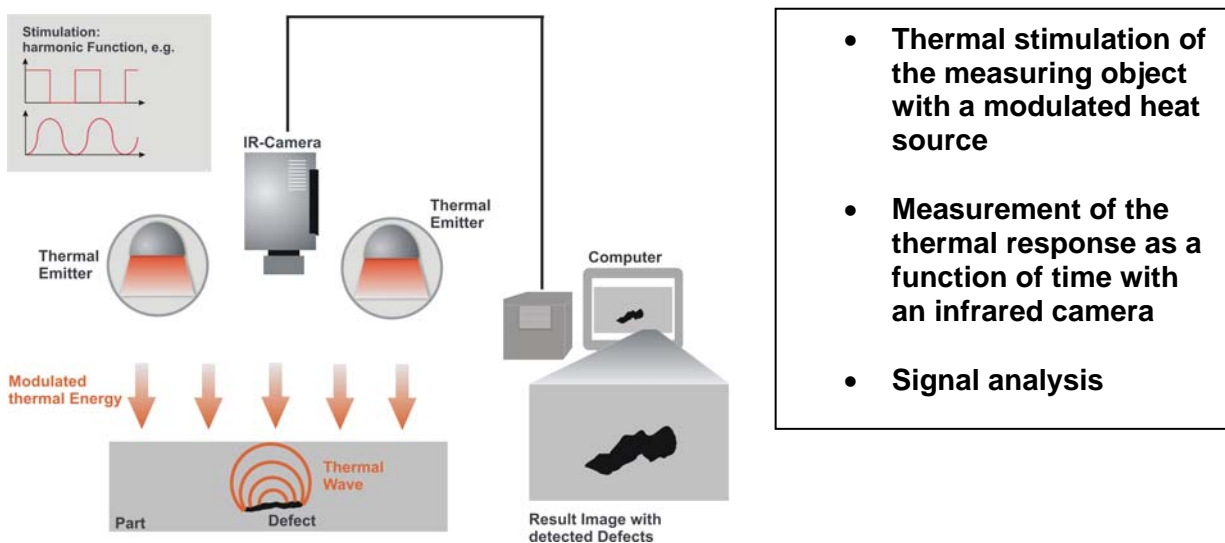 Stimulation:
harmonic Function, e.g.
IR-Camera
Thermal
Emitter
Thermal
Emitter
Computer
Modulated
thermal Energy
Thermal
Wave
Part
Defect
Result Image with
detected Defects
• Thermal stimulation of
the measuring object
with a modulated heat
source
• Measurement of the
thermal response as a
function of time with
an infrared camera
• Signal analysis